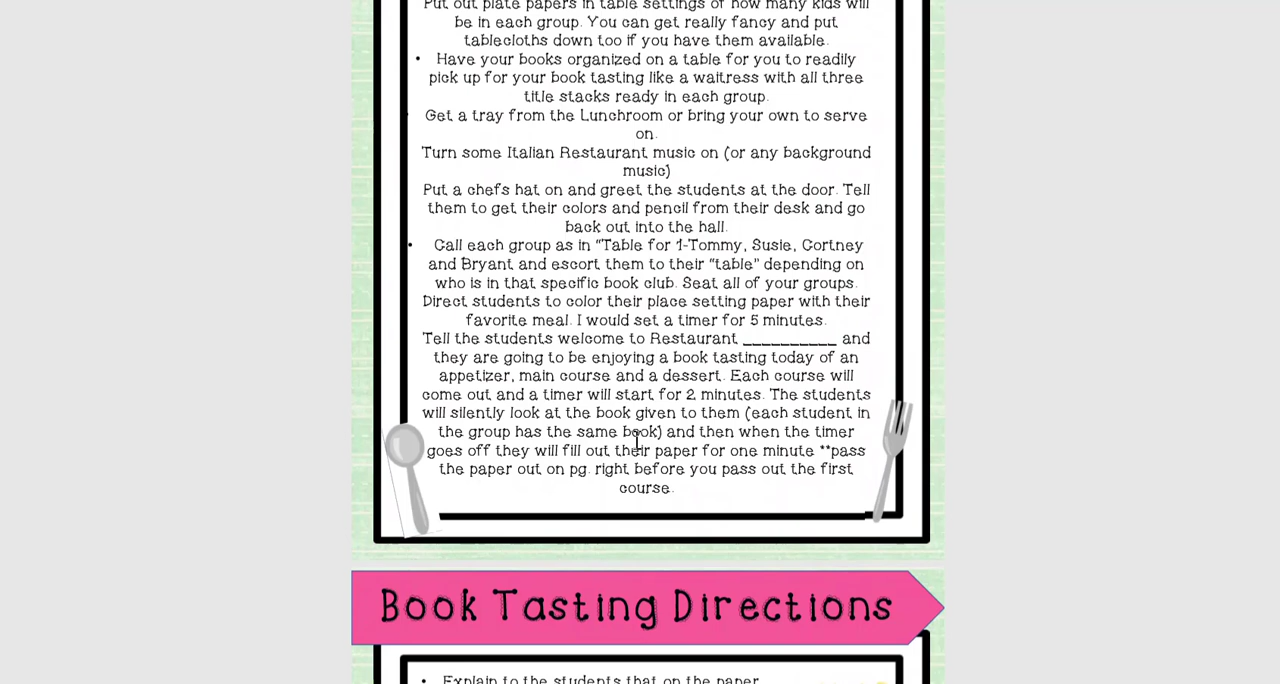 Put out plate papers in table settings of how many kids will
be in each group. You can get really fancy and put
tablecloths down too if you have them available.
• Have your books organized on a table for you to readily
pick up for your book tasting like a waitress with all three
title stacks ready in each group.
Get a tray from the Lunchroom or bring your own to serve
on.
Turn some Italian Restaurant music on (or any background
music)
Put a chefs hat on and greet the students at the door. Tell
them to get their colors and pencil from their desk and go
back out into the hall.
• Call each group as in "Table for 1-Tommy, Susie, Cortney
and Bryant and escort them to their "table" depending on
who is in that specific book club. Seat all of your groups.
Direct students to color their place setting paper with their
favorite meal. I would set a timer for 5 minutes.
Tell the students welcome to Restaurant __________ and
they are going to be enjoying a book tasting today of an
appetizer, main course and a dessert. Each course will
come out and a timer will start for 2 minutes. The students
will silently look at the book given to them (each student in
the group has the same book) and then when the timer
goes off they will fill out their paper for one minute **pass
the paper out on pg. right before you pass out the first
course.
Book Tasting Directions
• Explain to the students that on the paper